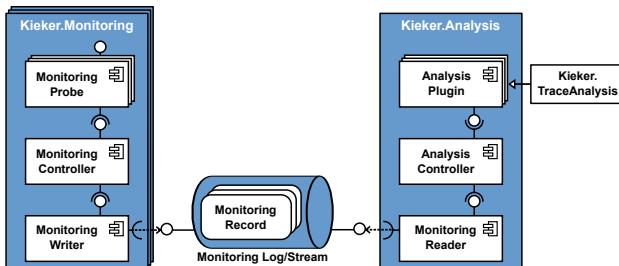 Kieker.Monitoring
Monitoring
Probe
Monitoring
Controller
Monitoring
Writer
Monitoring
Record
Monitoring Log/Stream
Kieker.Analysis
Analysis
Plugin
Analysis
Controller
Monitoring
Reader
Kieker.
TraceAnalysis